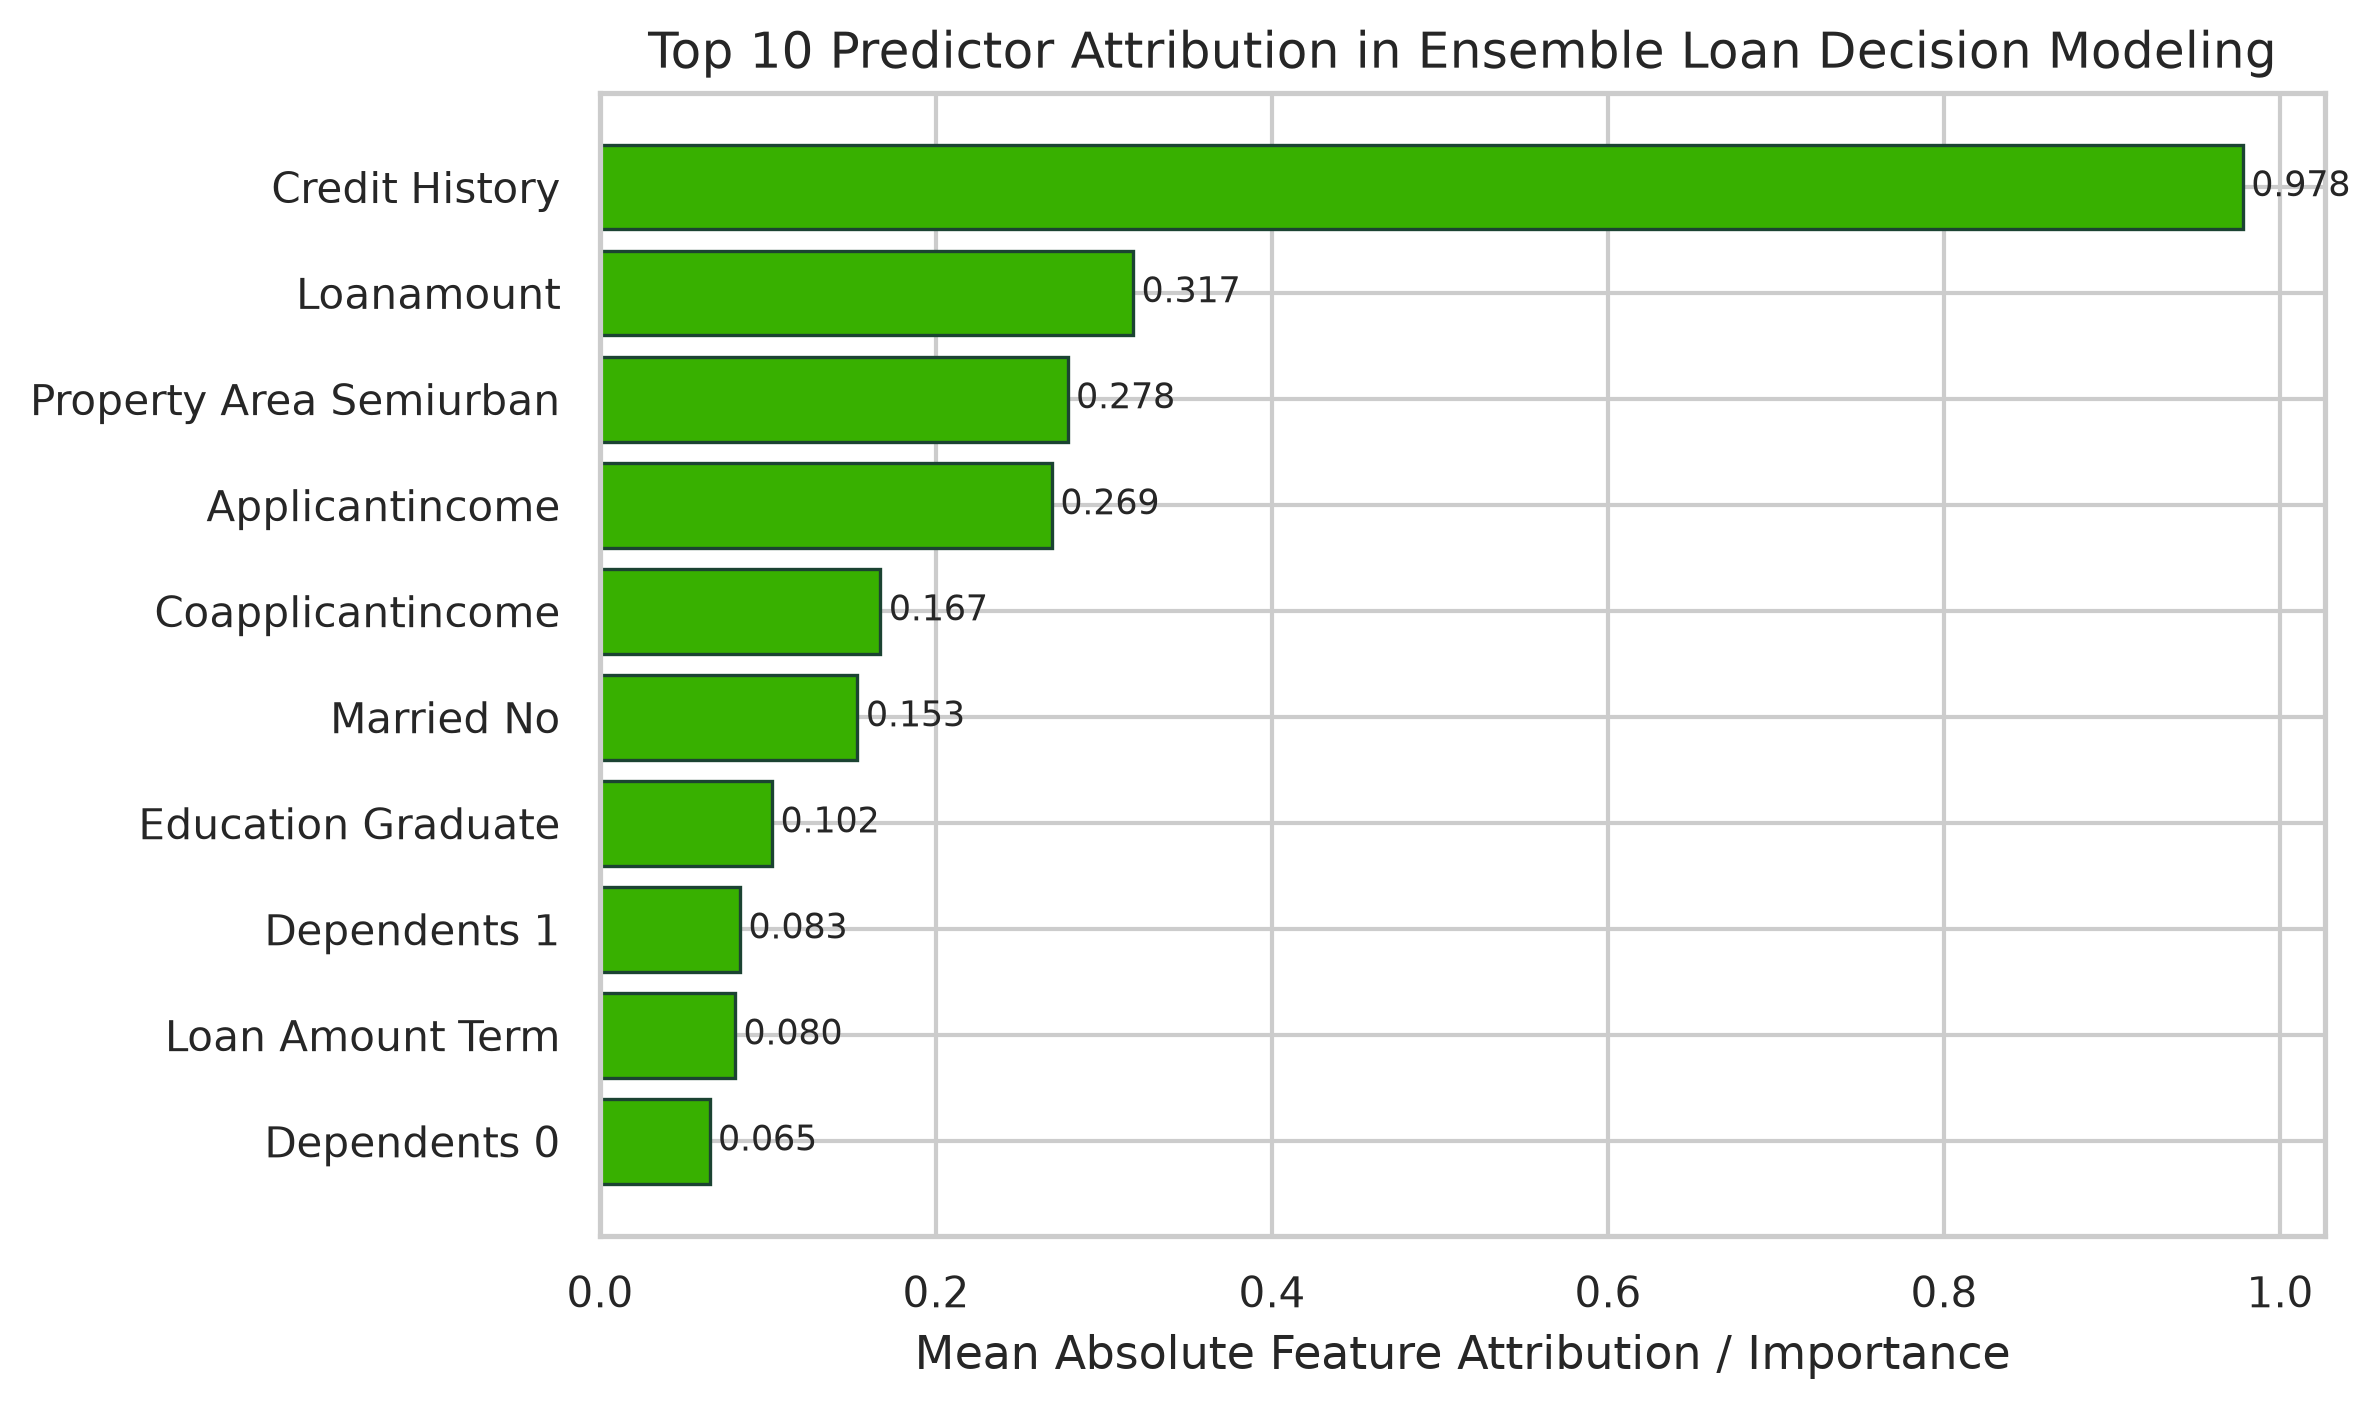 Top 10 Predictor Attribution in Ensemble Loan Decision Modeling
Credit History 0.978
Loanamount 0.317
Property Area Semiurban 0.278
Applicantincome 0.269
Coapplicantincome 0.167
Married No 0.153
Education Graduate 0.102
Dependents 1 0.083
Loan Amount Term 0.080
Dependents 0 0.065
0.0 0.2 0.4 0.6 0.8 1.0
Mean Absolute Feature Attribution / Importance